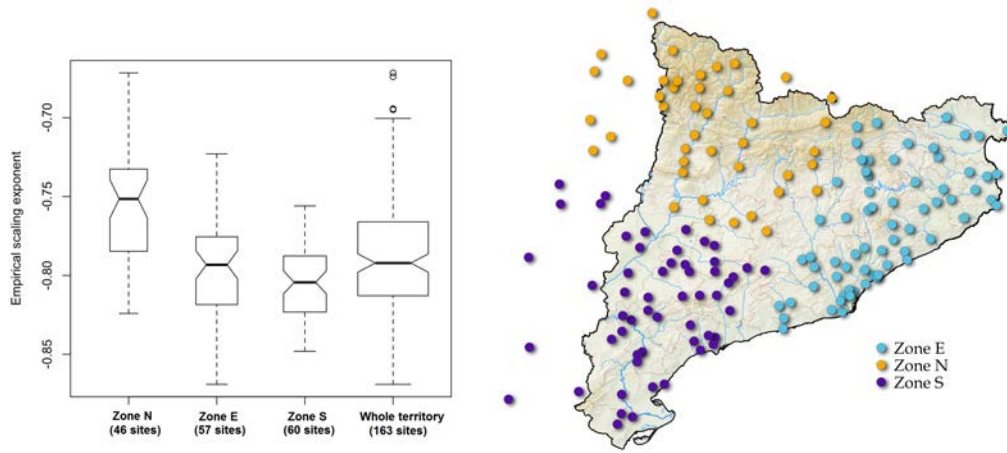 Empirical scaling exponent
-0.70
-0.75
-0.80
-0.85
Zone N
(46 sites)
Zone E
(57 sites)
Zone S
(60 sites)
Whole territory
(163 sites)
Zone E
Zone N
Zone S